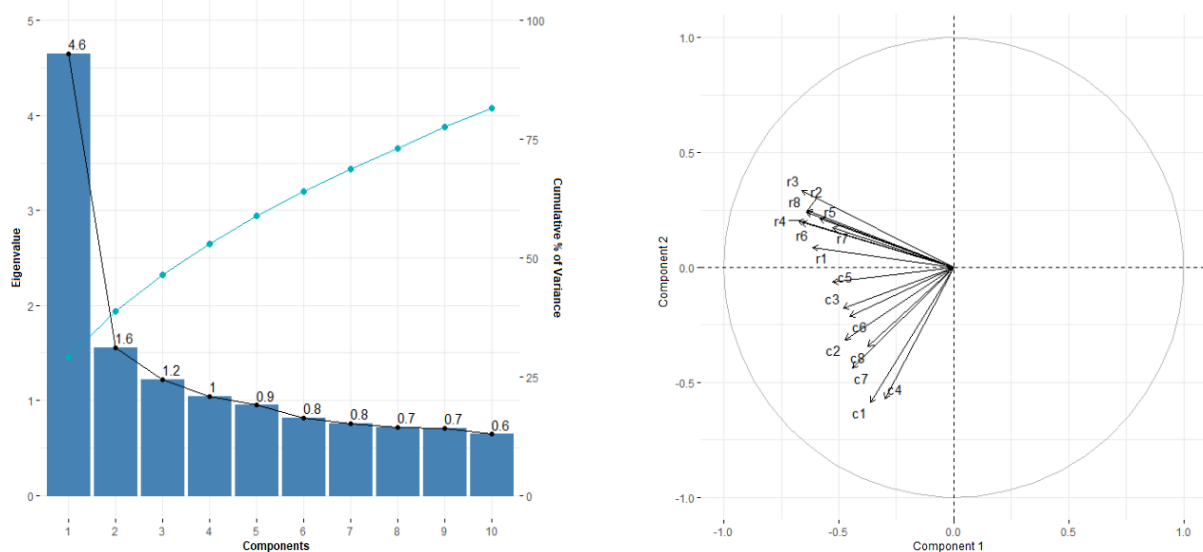 5
4
3
2
1
0
Eigenvalue
4.6
1.6
1.2
1
0.9
0.8
0.8
0.7
0.7
0.6
100
75
50
25
0
Cumulative % of Variance
1 2 3 4 5 6 7 8 9 10
Components
1.0
0.5
0.0
-0.5
-1.0
Component 2
r3
r2
r8
r5
r4
r6
r7
r1
c5
c3
c6
c2
c8
c7
c4
c1
-1.0 -0.5 0.0 0.5 1.0
Component 1